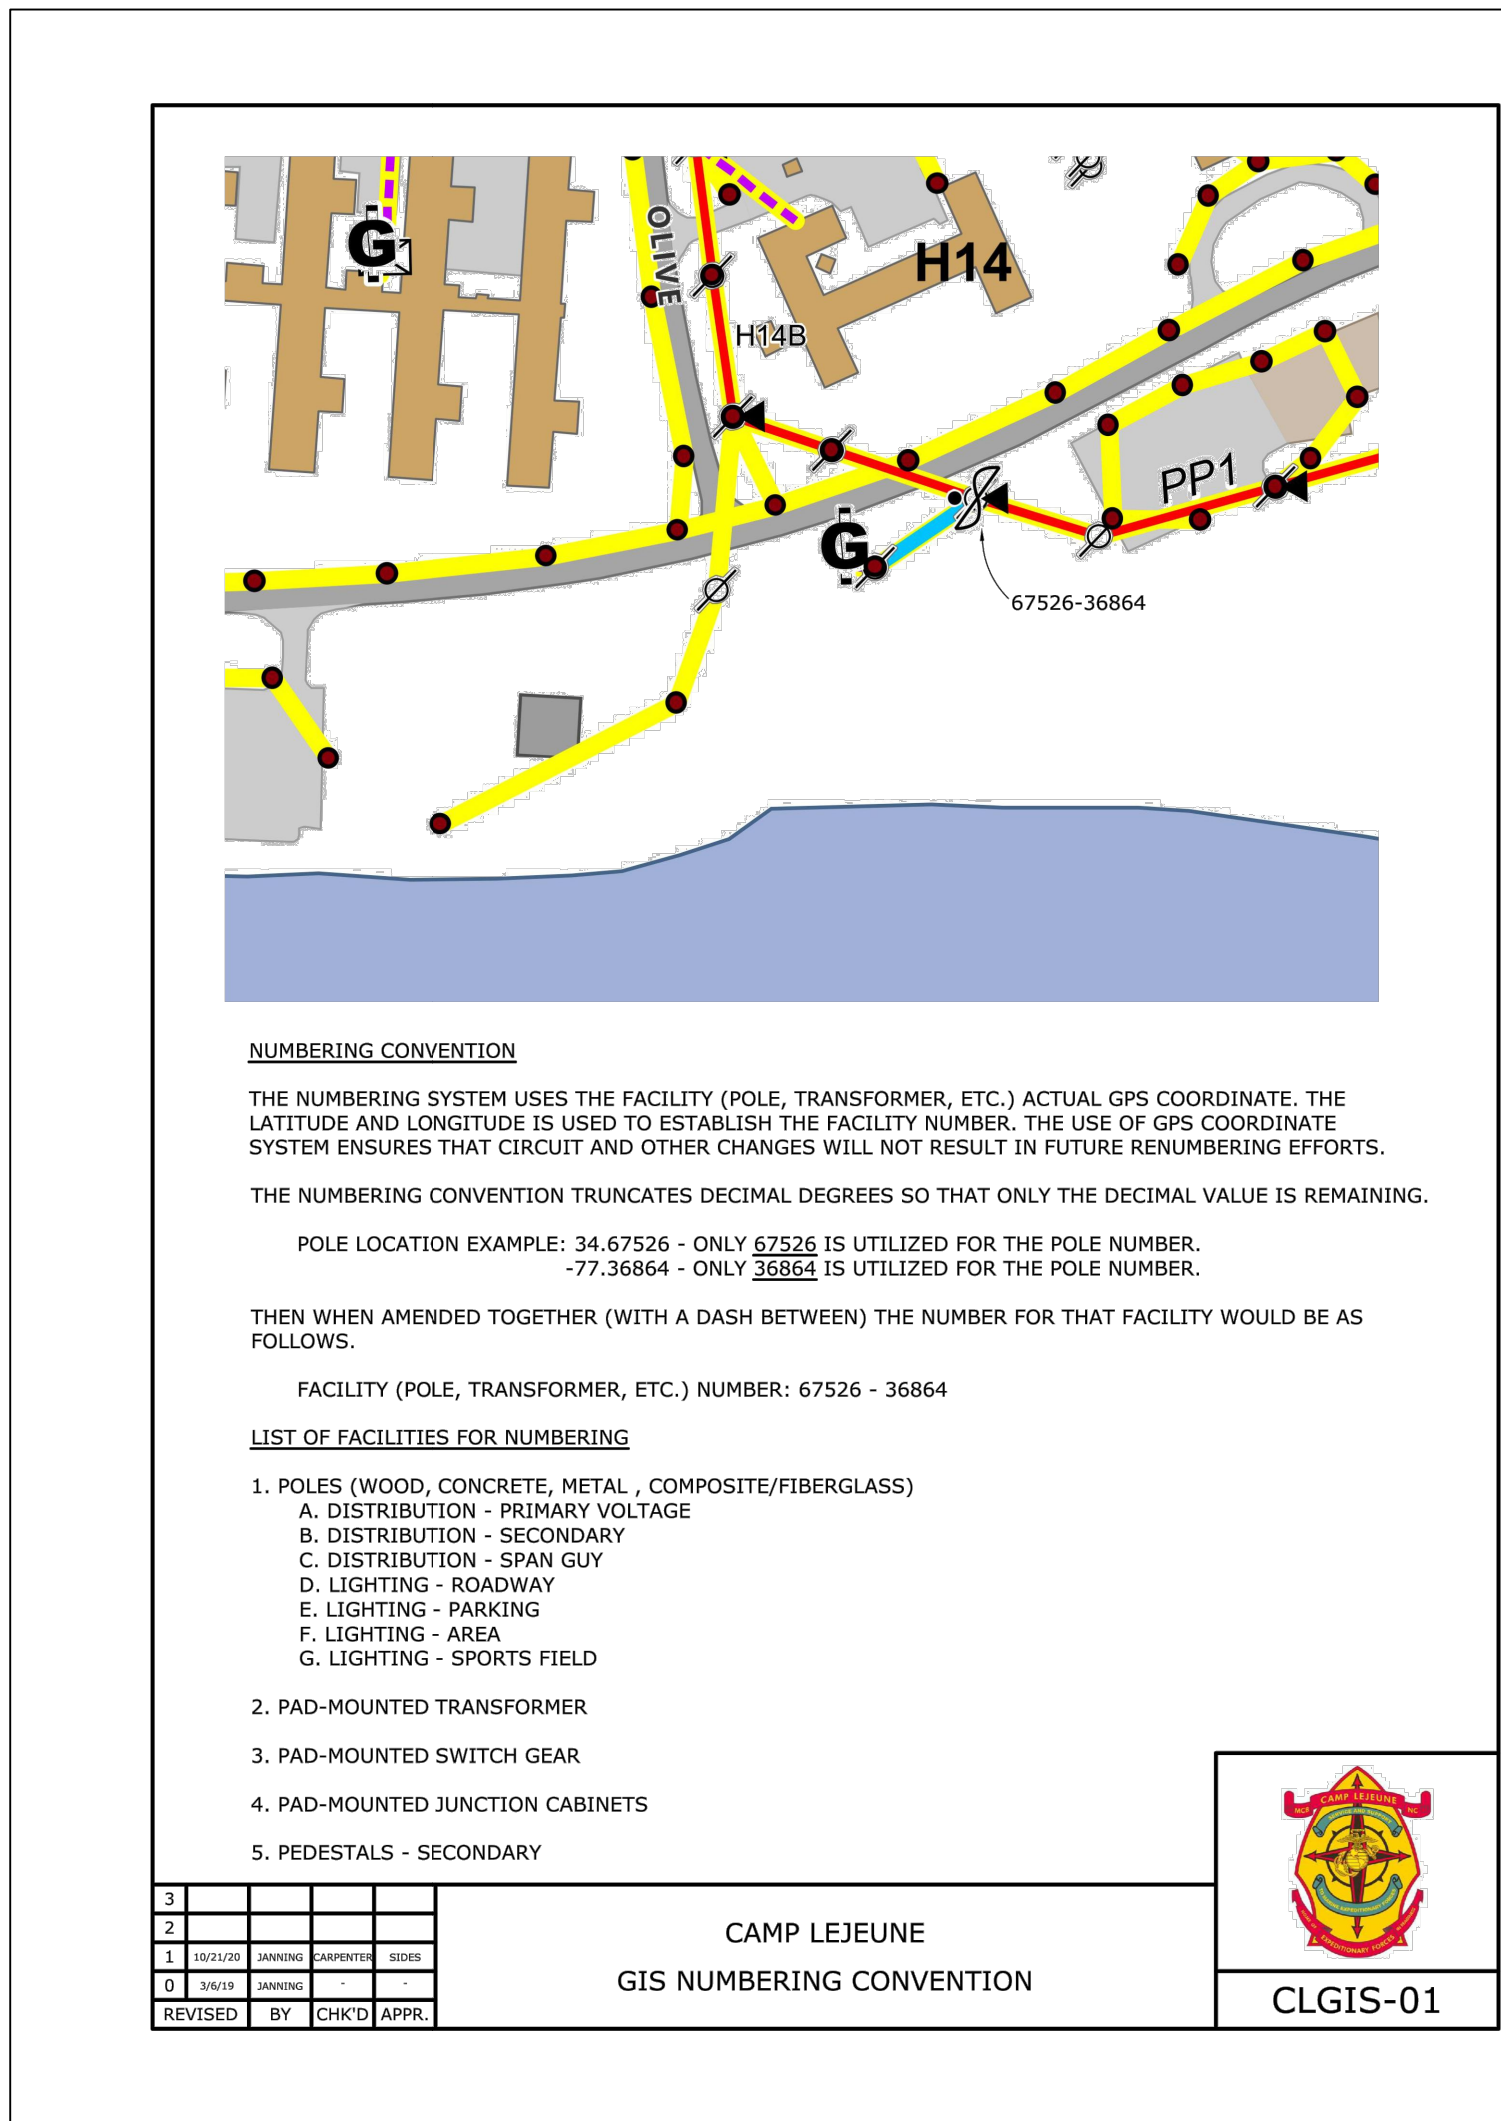 OLIVE
G
H14
H14B
PP1
G
67526-36864
NUMBERING CONVENTION
THE NUMBERING SYSTEM USES THE FACILITY (POLE, TRANSFORMER, ETC.) ACTUAL GPS COORDINATE. THE
LATITUDE AND LONGITUDE IS USED TO ESTABLISH THE FACILITY NUMBER. THE USE OF GPS COORDINATE
SYSTEM ENSURES THAT CIRCUIT AND OTHER CHANGES WILL NOT RESULT IN FUTURE RENUMBERING EFFORTS.
THE NUMBERING CONVENTION TRUNCATES DECIMAL DEGREES SO THAT ONLY THE DECIMAL VALUE IS REMAINING.
POLE LOCATION EXAMPLE: 34.67526 - ONLY 67526 IS UTILIZED FOR THE POLE NUMBER.
-77.36864 - ONLY 36864 IS UTILIZED FOR THE POLE NUMBER.
THEN WHEN AMENDED TOGETHER (WITH A DASH BETWEEN) THE NUMBER FOR THAT FACILITY WOULD BE AS
FOLLOWS.
FACILITY (POLE, TRANSFORMER, ETC.) NUMBER: 67526 - 36864
LIST OF FACILITIES FOR NUMBERING
1. POLES (WOOD, CONCRETE, METAL , COMPOSITE/FIBERGLASS)
A. DISTRIBUTION - PRIMARY VOLTAGE
B. DISTRIBUTION - SECONDARY
C. DISTRIBUTION - SPAN GUY
D. LIGHTING - ROADWAY
E. LIGHTING - PARKING
F. LIGHTING - AREA
G. LIGHTING - SPORTS FIELD
2. PAD-MOUNTED TRANSFORMER
3. PAD-MOUNTED SWITCH GEAR
4. PAD-MOUNTED JUNCTION CABINETS
5. PEDESTALS - SECONDARY
CAMP LEJEUNE
MCB NC
SERVICE AND SUPPORT
EXPEDITIONARY FORCES
3
2
1 10/21/20 JANNING CARPENTER SIDES
0 3/6/19 JANNING - -
REVISED BY CHK'D APPR.
CAMP LEJEUNE
GIS NUMBERING CONVENTION
CLGIS-01